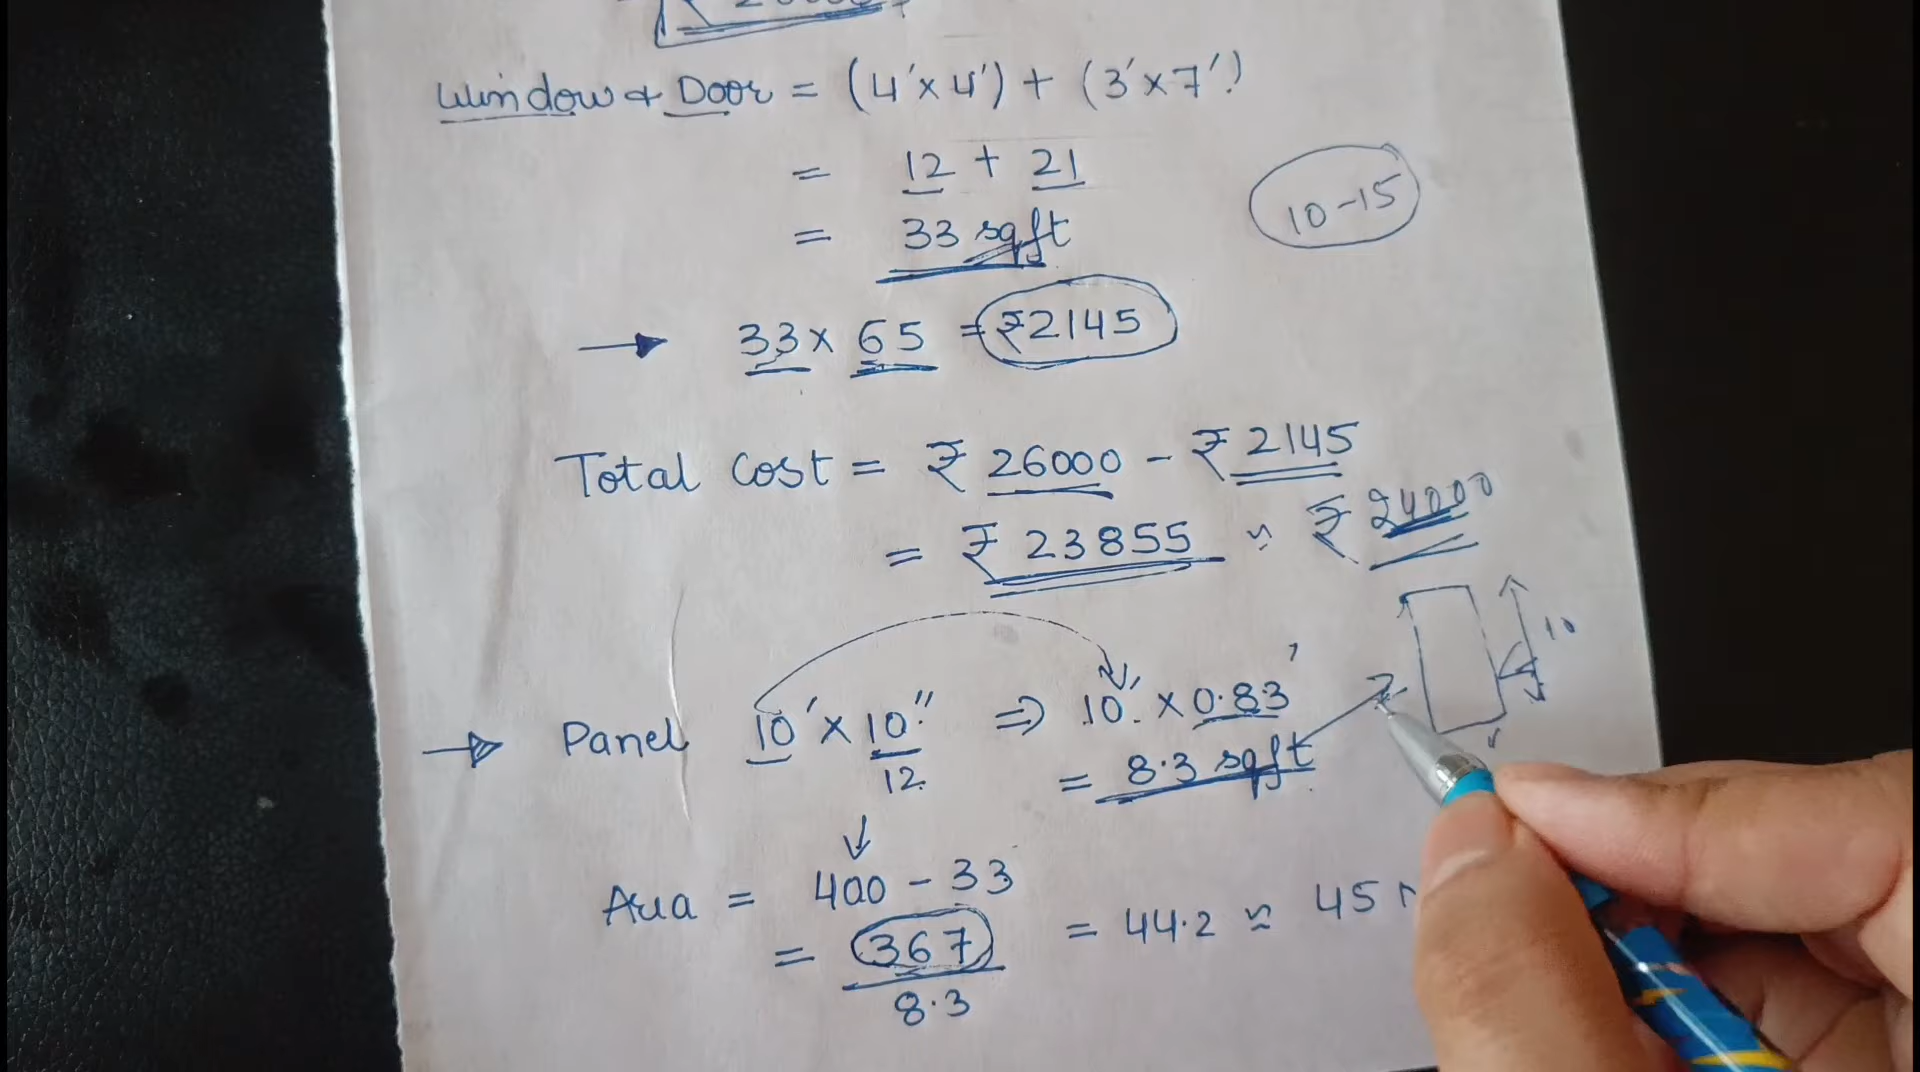 Window & Door = (4' x 4') + (3' x 7')
= 12 + 21
= 33 sqft
10-15
→ 33 x 65 = ₹2145
Total cost = ₹ 26000 - ₹ 2145
= ₹ 23855 ≈ ₹ 24000
10
→ Panel 10' x 10"/12 ⇒ 10' x 0.83'
= 8.3 sqft
Area = 400 - 33
= 367/8.3 = 44.2 ≈ 45